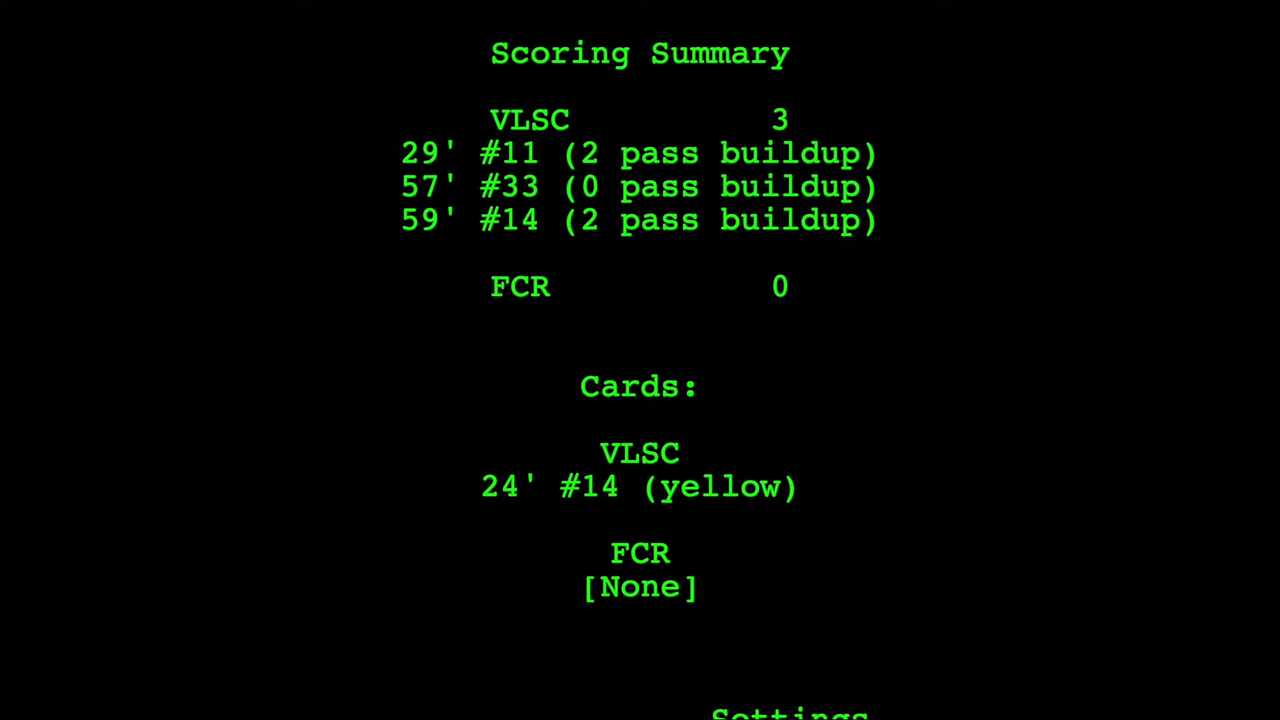 Scoring Summary
VLSC 3
29' #11 (2 pass buildup)
57' #33 (0 pass buildup)
59' #14 (2 pass buildup)
FCR 0
Cards:
VLSC
24' #14 (yellow)
FCR
[None]
Settings